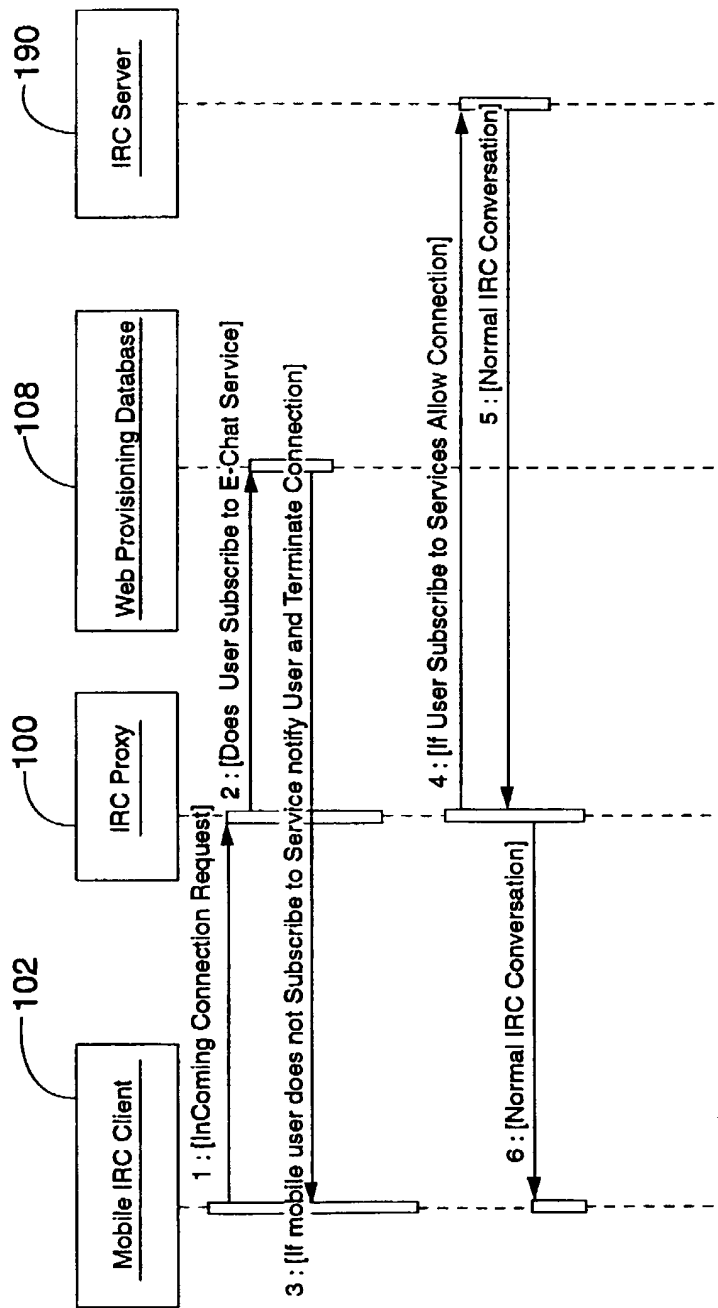 102
Mobile IRC Client
100
IRC Proxy
108
Web Provisioning Database
190
IRC Server
1 : [InComing Connection Request]
2 : [Does User Subscribe to E-Chat Service]
3 : [If mobile user does not Subscribe to Service notify User and Terminate Connection]
4 : [If User Subscribe to Services Allow Connection]
5 : [Normal IRC Conversation]
6 : [Normal IRC Conversation]